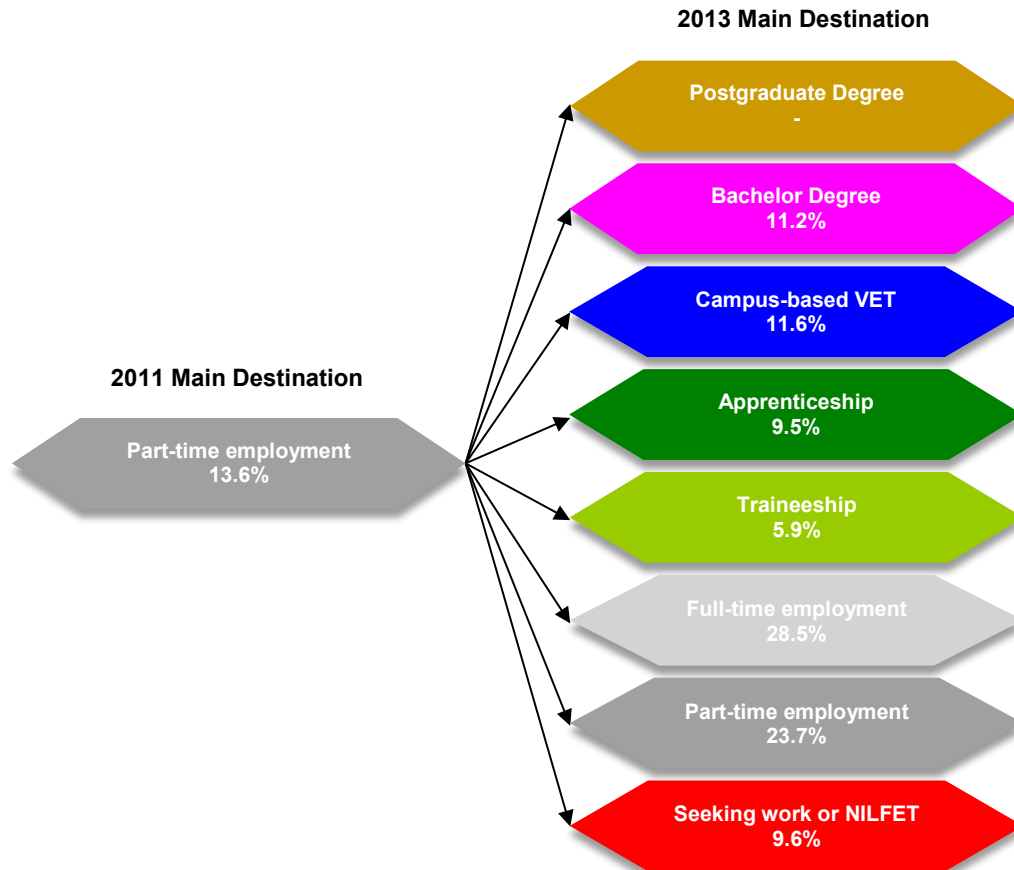 2013 Main Destination
Postgraduate Degree
-
Bachelor Degree
11.2%
Campus-based VET
11.6%
2011 Main Destination
Part-time employment
13.6%
Apprenticeship
9.5%
Traineeship
5.9%
Full-time employment
28.5%
Part-time employment
23.7%
Seeking work or NILFET
9.6%